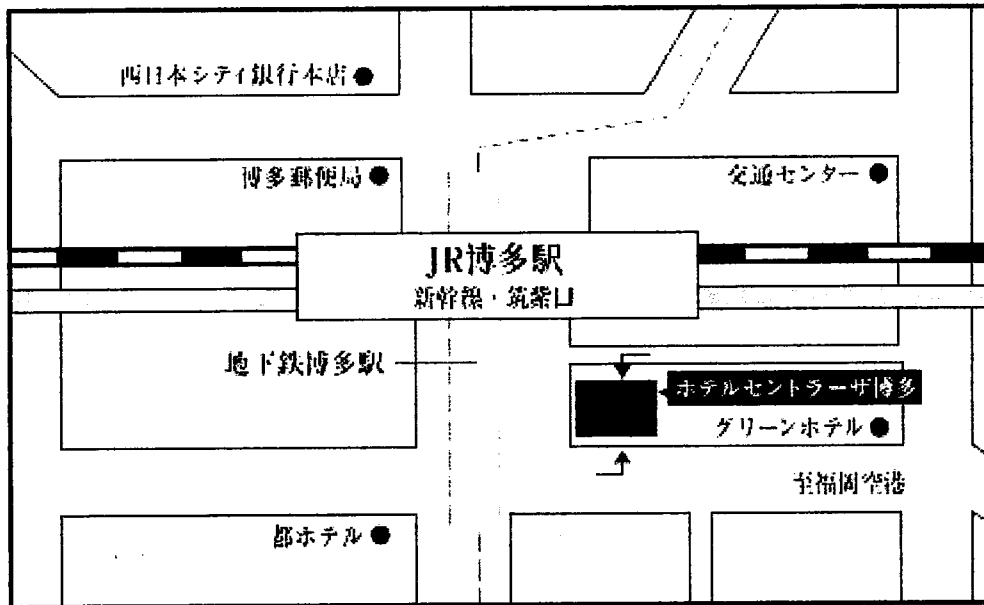 西日本シティ銀行本店
博多郵便局
交通センター
JR博多駅
新幹線・筑紫口
地下鉄博多駅
ホテルセントラーザ博多
グリーンホテル
至福岡空港
都ホテル